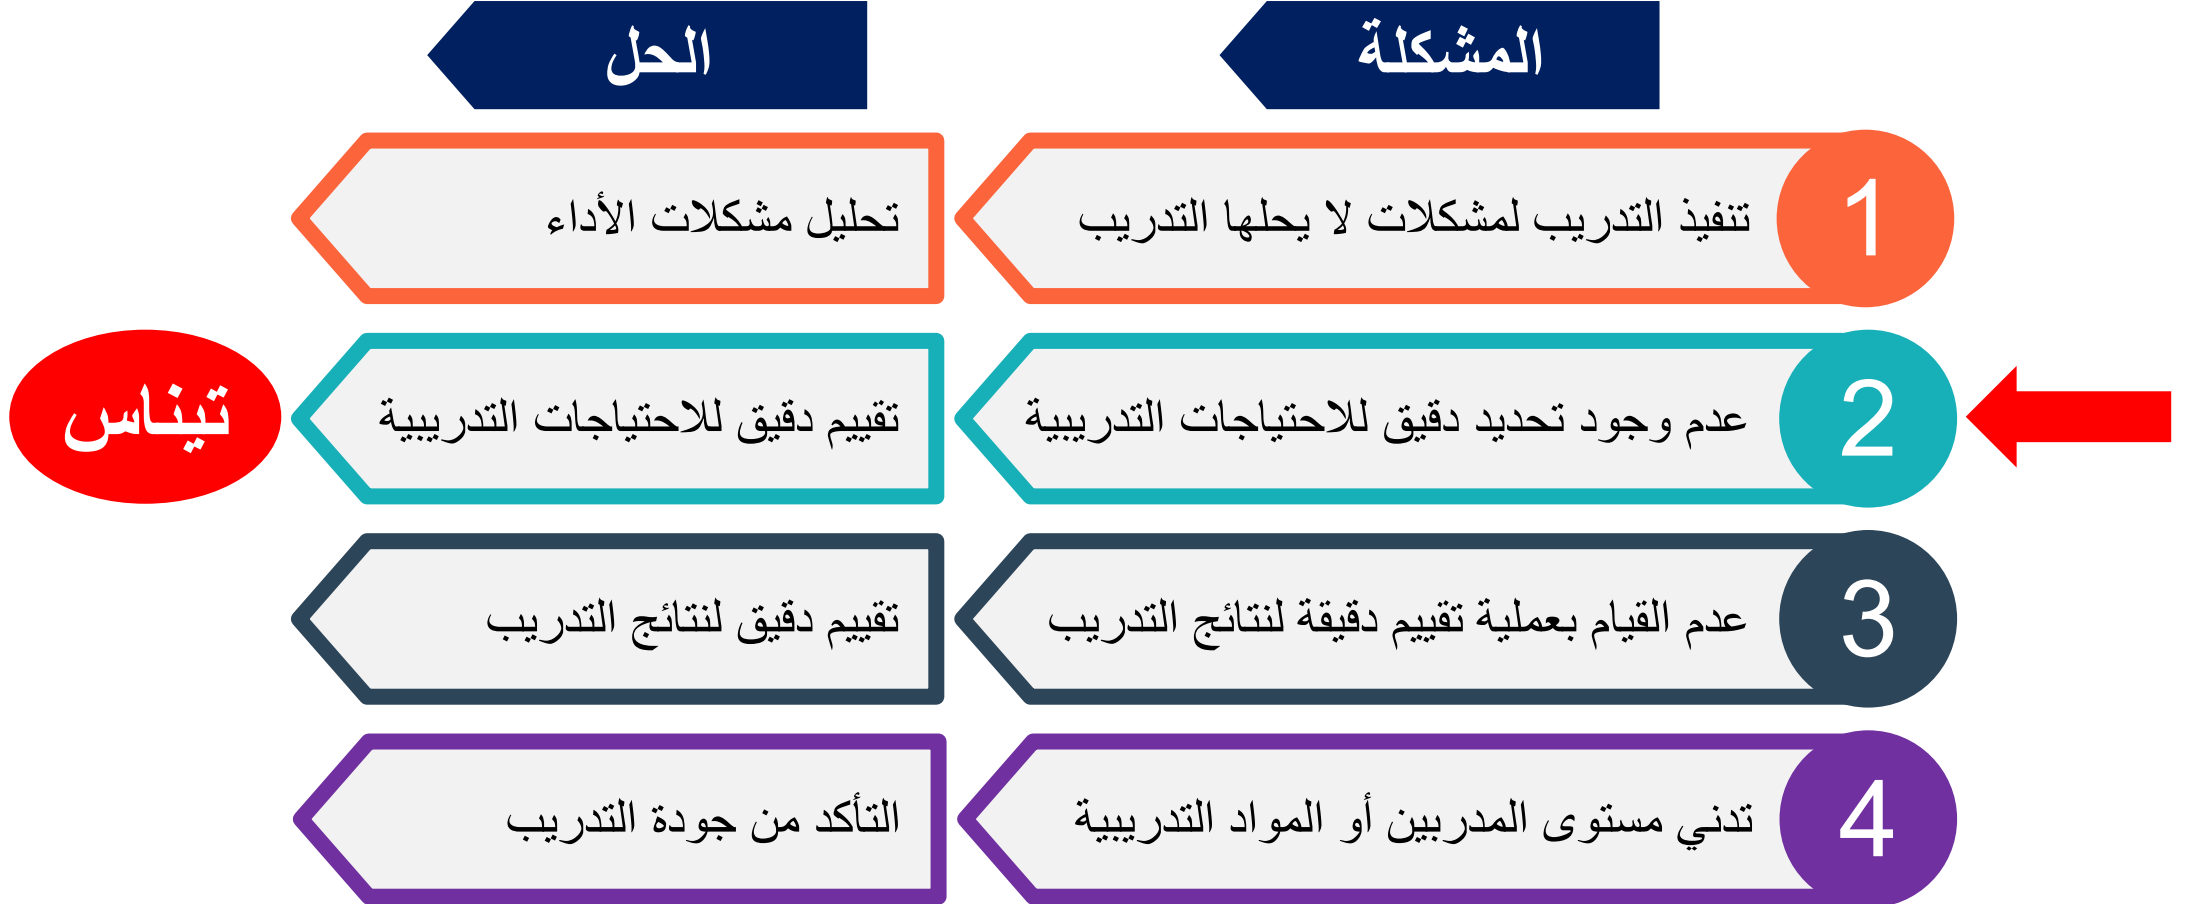 المشكلة
الحل
1
تنفيذ التدريب لمشكلات لا يحلها التدريب
تحليل مشكلات الأداء
2
عدم وجود تحديد دقيق للاحتياجات التدريبية
تقييم دقيق للاحتياجات التدريبية
تيناس
3
عدم القيام بعملية تقييم دقيقة لنتائج التدريب
تقييم دقيق لنتائج التدريب
4
تدني مستوى المدربين أو المواد التدريبية
التأكد من جودة التدريب